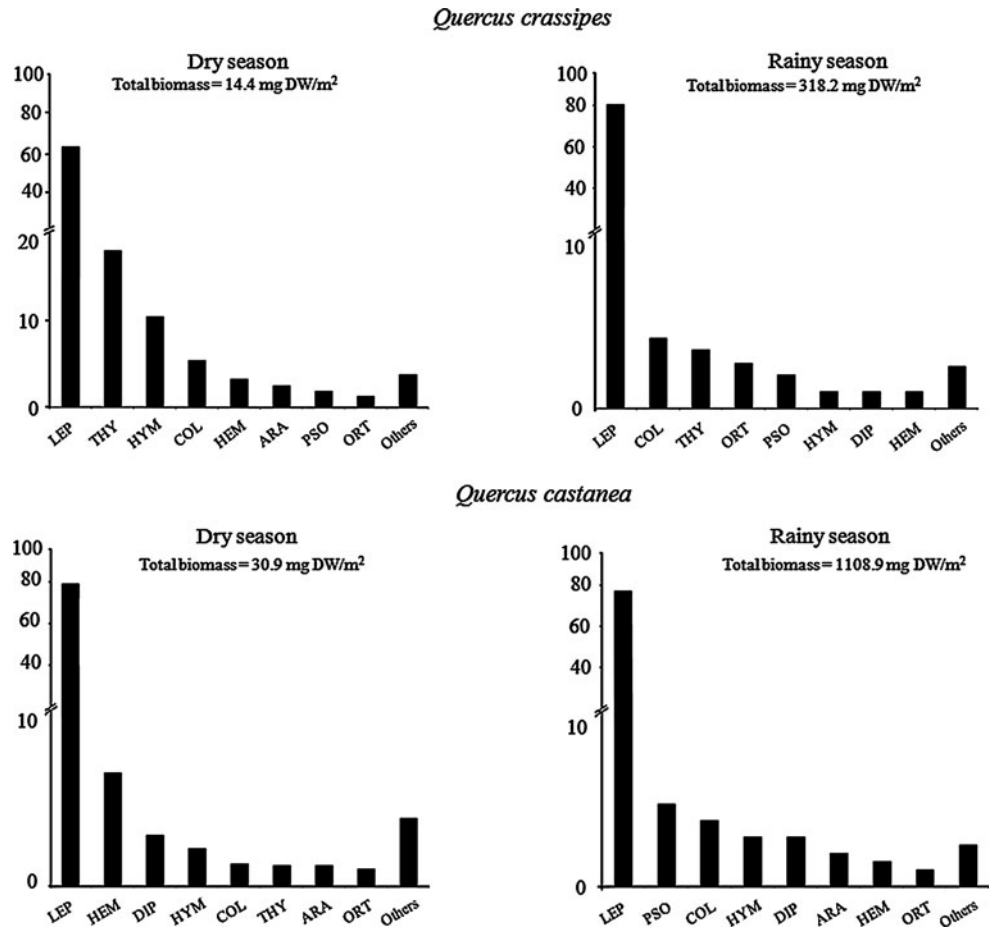 Quercus crassipes
Dry season
Total biomass = 14.4 mg DW/m²
100
80
60
40
20
10
0
LEP THY HYM COL HEM ARA PSO ORT Others
Rainy season
Total biomass = 318.2 mg DW/m²
100
80
60
40
10
0
LEP COL THY ORT PSO HYM DIP HEM Others
Quercus castanea
Dry season
Total biomass = 30.9 mg DW/m²
100
80
60
40
10
0
LEP HEM DIP HYM COL THY ARA ORT Others
Rainy season
Total biomass = 1108.9 mg DW/m²
100
80
60
40
10
0
LEP PSO COL HYM DIP ARA HEM ORT Others